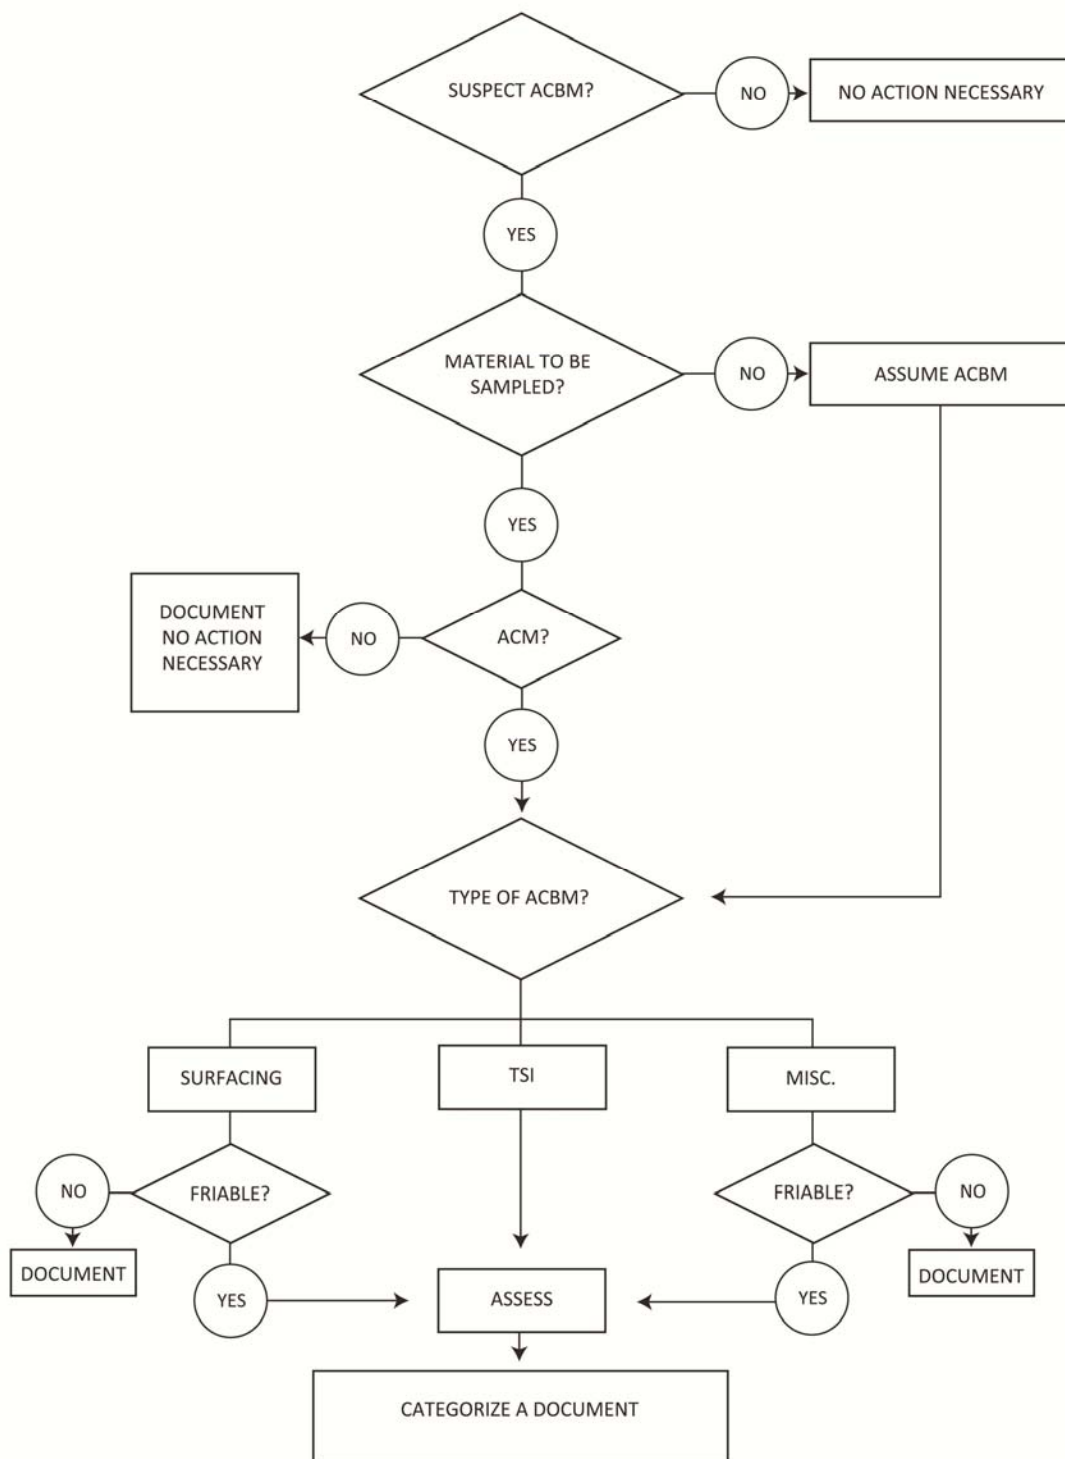 SUSPECT ACBM?
NO
NO ACTION NECESSARY
YES
MATERIAL TO BE
SAMPLED?
NO
ASSUME ACBM
YES
DOCUMENT
NO ACTION
NECESSARY
NO
ACM?
YES
TYPE OF ACBM?
SURFACING
TSI
MISC.
NO
FRIABLE?
FRIABLE?
NO
DOCUMENT
YES
ASSESS
YES
DOCUMENT
CATEGORIZE A DOCUMENT